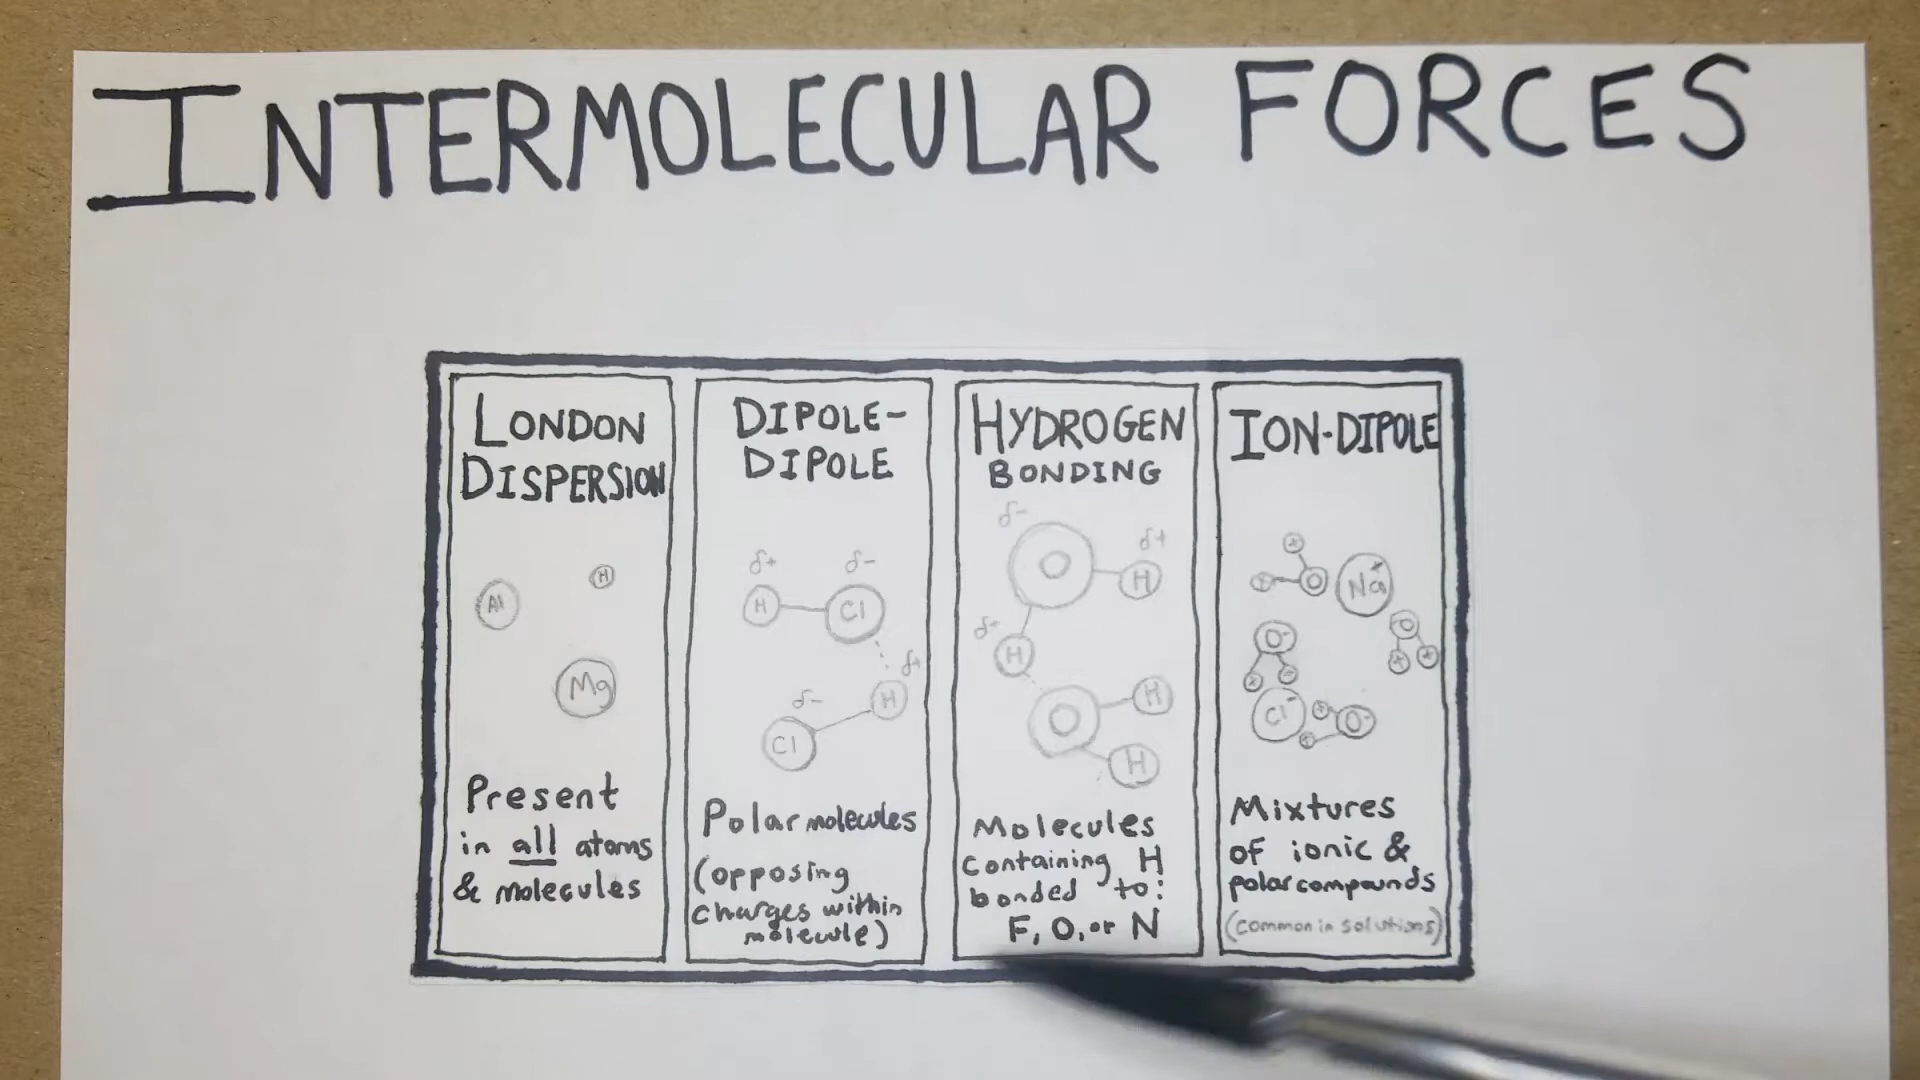 INTERMOLECULAR FORCES
LONDON
DISPERSION
Al
H
Mg
Present
in all atoms
& molecules
DIPOLE-
DIPOLE
δ+ δ-
H Cl
δ+
δ- H
Cl
Polar molecules
(opposing
charges within
molecule)
HYDROGEN
BONDING
δ-
O δ+
H
δ+
H
O H
H
Molecules
containing H
bonded to:
F, O, or N
ION-DIPOLE
+
+ O Na+
O- O
+ + + +
Cl- + O-
+
Mixtures
of ionic &
polar compounds
(common in solutions)